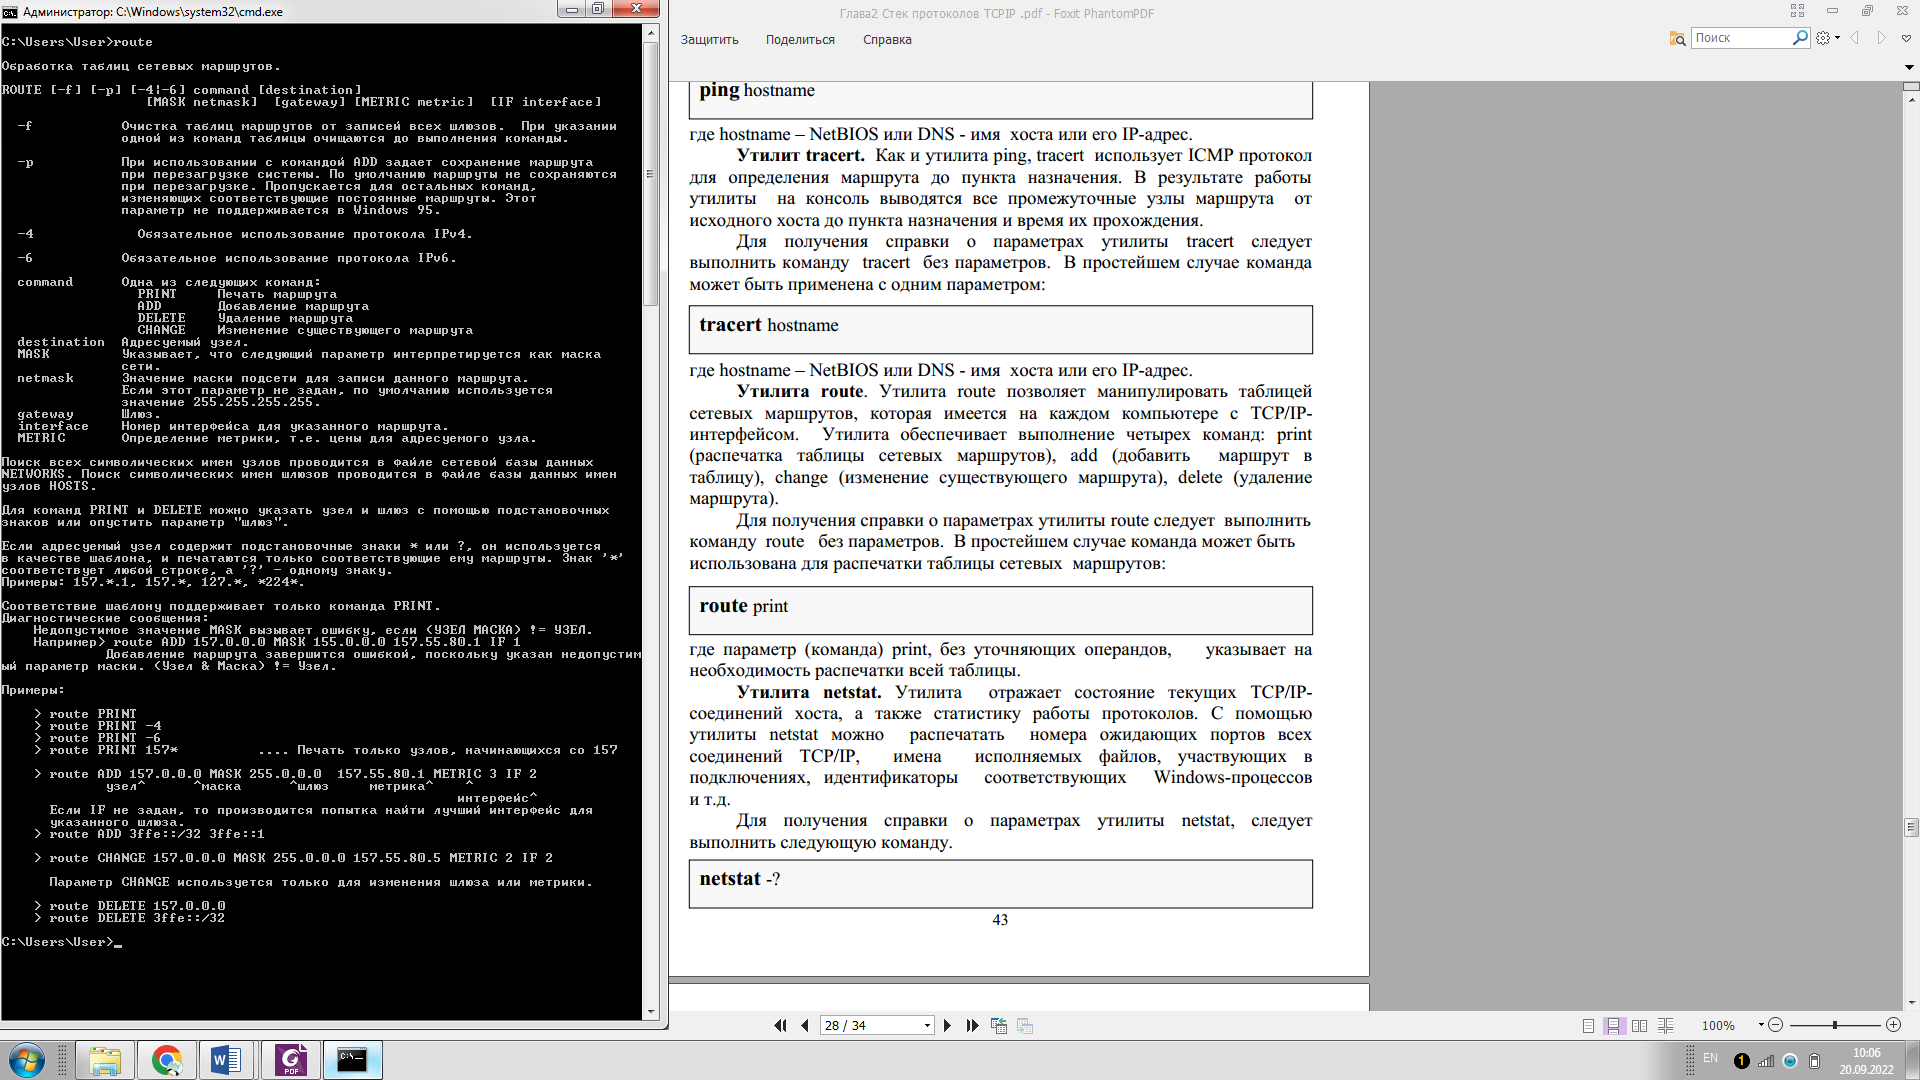 Администратор: C:\Windows\system32\cmd.exe
C:\Users\User>route
Обработка таблиц сетевых маршрутов.
ROUTE [-f] [-p] [-4|-6] command [destination]
[MASK netmask] [gateway] [METRIC metric] [IF interface]
-f Очистка таблиц маршрутов от записей всех шлюзов. При указании
одной из команд таблицы очищаются до выполнения команды.
-p При использовании с командой ADD задает сохранение маршрута
при перезагрузке системы. По умолчанию маршруты не сохраняются
при перезагрузке. Пропускается для остальных команд,
изменяющих соответствующие постоянные маршруты. Этот
параметр не поддерживается в Windows 95.
-4 Обязательное использование протокола IPv4.
-6 Обязательное использование протокола IPv6.
command Одна из следующих команд:
PRINT Печать маршрута
ADD Добавление маршрута
DELETE Удаление маршрута
CHANGE Изменение существующего маршрута
destination Адресуемый узел.
MASK Указывает, что следующий параметр интерпретируется как маска
сети.
netmask Значение маски подсети для записи данного маршрута.
Если этот параметр не задан, по умолчанию используется
значение 255.255.255.255.
gateway Шлюз.
interface Номер интерфейса для указанного маршрута.
METRIC Определение метрики, т.е. цены для адресуемого узла.
Поиск всех символических имен узлов проводится в файле сетевой базы данных
NETWORKS. Поиск символических имен шлюзов проводится в файле базы данных имен
узлов HOSTS.
Для команд PRINT и DELETE можно указать узел и шлюз с помощью подстановочных
знаков или опустить параметр "шлюз".
Если адресуемый узел содержит подстановочные знаки * или ?, он используется
в качестве шаблона, и печатаются только соответствующие ему маршруты. Знак '*'
соответствует любой строке, а '?' - одному знаку.
Примеры: 157.*.1, 157.*, 127.*, *224*.
Соответствие шаблону поддерживает только команда PRINT.
Диагностические сообщения:
Недопустимое значение MASK вызывает ошибку, если (УЗЕЛ МАСКА) != УЗЕЛ.
Например> route ADD 157.0.0.0 MASK 155.0.0.0 157.55.80.1 IF 1
Добавление маршрута завершится ошибкой, поскольку указан недопустим
ый параметр маски. (Узел & Маска) != Узел.
Примеры:
> route PRINT
> route PRINT -4
> route PRINT -6
> route PRINT 157* .... Печать только узлов, начинающихся со 157
> route ADD 157.0.0.0 MASK 255.0.0.0 157.55.80.1 METRIC 3 IF 2
узел^ ^маска ^шлюз метрика^ ^
интерфейс^
Если IF не задан, то производится попытка найти лучший интерфейс для
указанного шлюза.
> route ADD 3ffe::/32 3ffe::1
> route CHANGE 157.0.0.0 MASK 255.0.0.0 157.55.80.5 METRIC 2 IF 2
Параметр CHANGE используется только для изменения шлюза или метрики.
> route DELETE 157.0.0.0
> route DELETE 3ffe::/32
C:\Users\User>_
Глава2 Стек протоколов TCPIP .pdf - Foxit PhantomPDF
Защитить Поделиться Справка
Поиск
ping hostname
где hostname – NetBIOS или DNS - имя хоста или его IP-адрес.
Утилит tracert. Как и утилита ping, tracert использует ICMP протокол
для определения маршрута до пункта назначения. В результате работы
утилиты на консоль выводятся все промежуточные узлы маршрута от
исходного хоста до пункта назначения и время их прохождения.
Для получения справки о параметрах утилиты tracert следует
выполнить команду tracert без параметров. В простейшем случае команда
может быть применена с одним параметром:
tracert hostname
где hostname – NetBIOS или DNS - имя хоста или его IP-адрес.
Утилита route. Утилита route позволяет манипулировать таблицей
сетевых маршрутов, которая имеется на каждом компьютере с TCP/IP-
интерфейсом. Утилита обеспечивает выполнение четырех команд: print
(распечатка таблицы сетевых маршрутов), add (добавить маршрут в
таблицу), change (изменение существующего маршрута), delete (удаление
маршрута).
Для получения справки о параметрах утилиты route следует выполнить
команду route без параметров. В простейшем случае команда может быть
использована для распечатки таблицы сетевых маршрутов:
route print
где параметр (команда) print, без уточняющих операндов, указывает на
необходимость распечатки всей таблицы.
Утилита netstat. Утилита отражает состояние текущих TCP/IP-
соединений хоста, а также статистику работы протоколов. С помощью
утилиты netstat можно распечатать номера ожидающих портов всех
соединений TCP/IP, имена исполняемых файлов, участвующих в
подключениях, идентификаторы соответствующих Windows-процессов
и т.д.
Для получения справки о параметрах утилиты netstat, следует
выполнить следующую команду.
netstat -?
43
28 / 34
100%
EN
1
10:06
20.09.2022